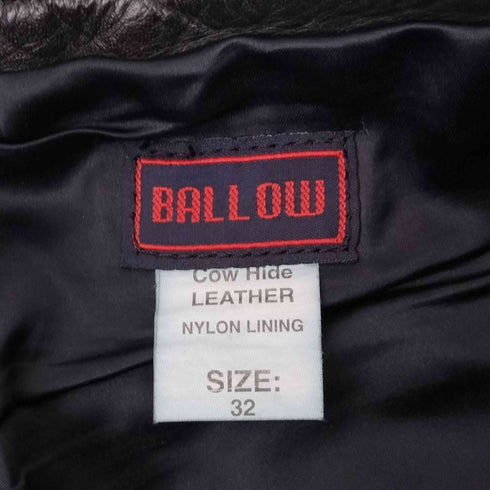 BALLOW
Cow Hide
LEATHER
NYLON LINING
SIZE:
32